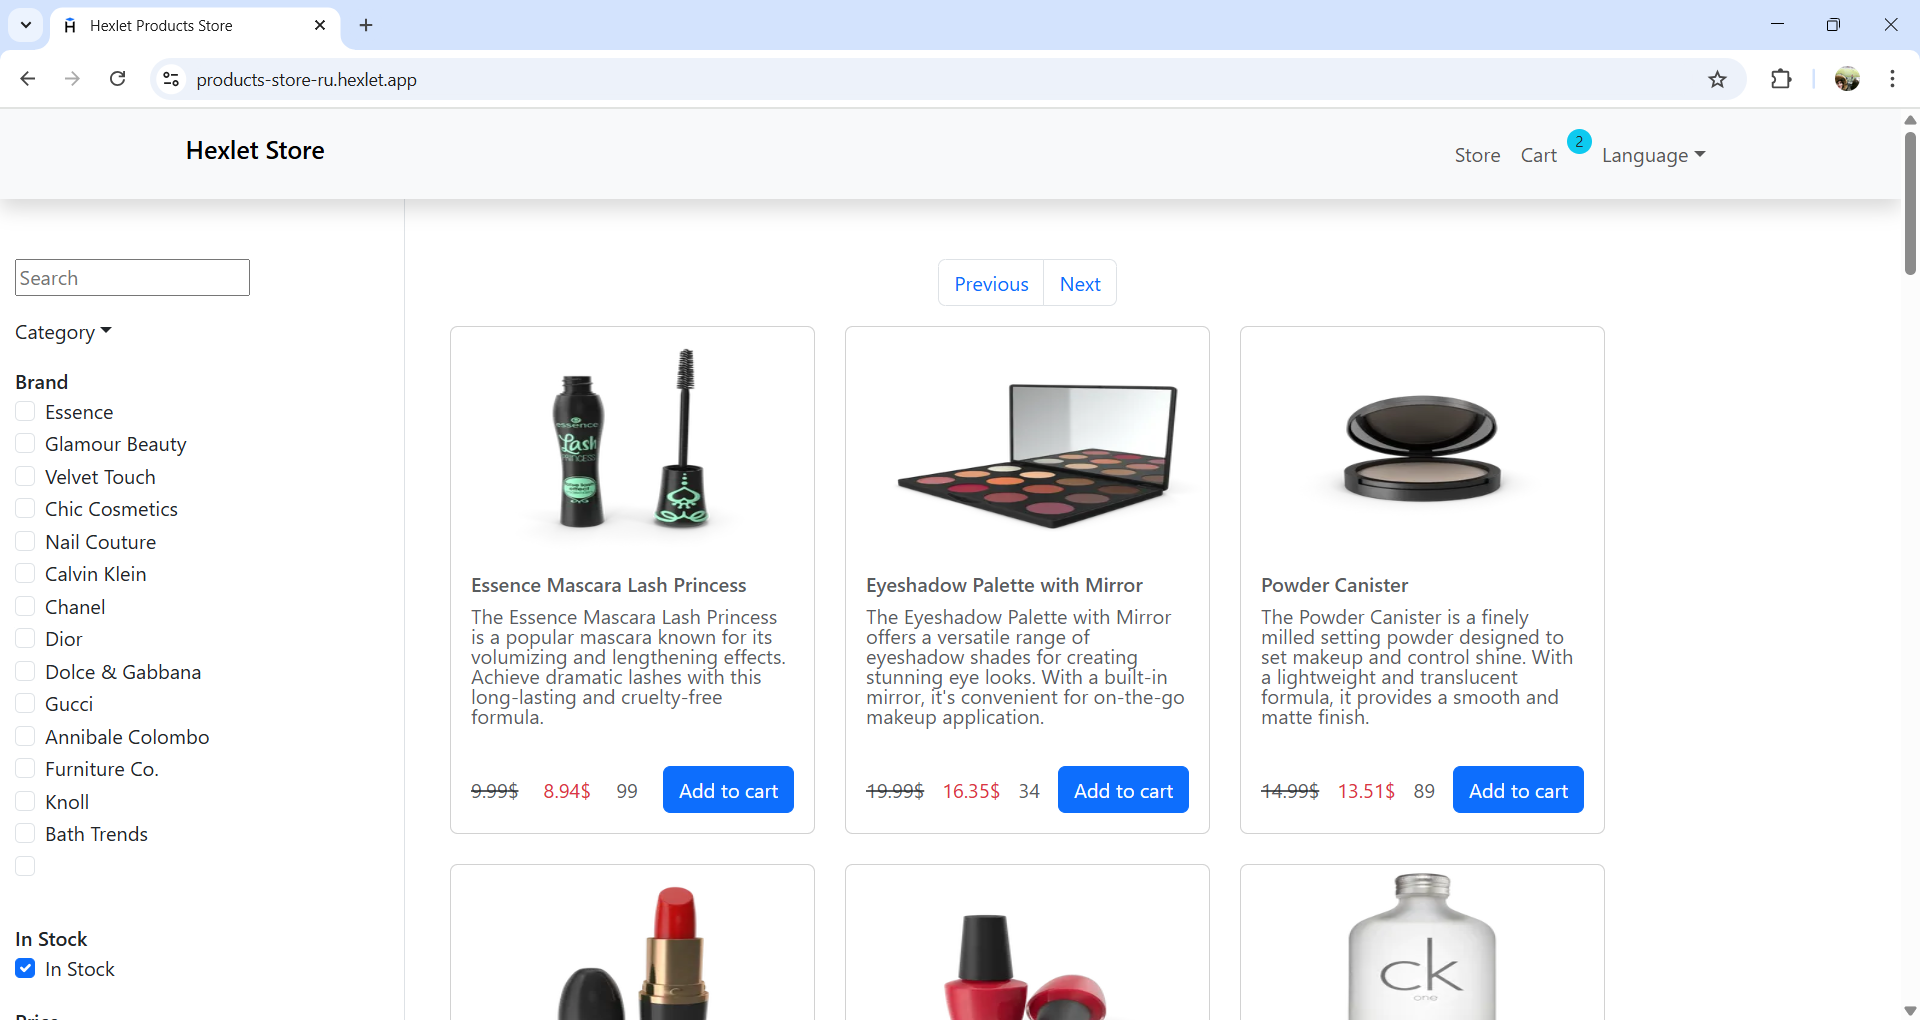 Hexlet Products Store
products-store-ru.hexlet.app
Hexlet Store
Store
Cart
2
Language
Search
Category
Brand
Essence
Glamour Beauty
Velvet Touch
Chic Cosmetics
Nail Couture
Calvin Klein
Chanel
Dior
Dolce & Gabbana
Gucci
Annibale Colombo
Furniture Co.
Knoll
Bath Trends
In Stock
In Stock
Previous
Next
essence
Lash
PRINCESS
Essence Mascara Lash Princess
The Essence Mascara Lash Princess
is a popular mascara known for its
volumizing and lengthening effects.
Achieve dramatic lashes with this
long-lasting and cruelty-free
formula.
9.99$ 8.94$ 99 Add to cart
Eyeshadow Palette with Mirror
The Eyeshadow Palette with Mirror
offers a versatile range of
eyeshadow shades for creating
stunning eye looks. With a built-in
mirror, it's convenient for on-the-go
makeup application.
19.99$ 16.35$ 34 Add to cart
Powder Canister
The Powder Canister is a finely
milled setting powder designed to
set makeup and control shine. With
a lightweight and translucent
formula, it provides a smooth and
matte finish.
14.99$ 13.51$ 89 Add to cart
ck
one